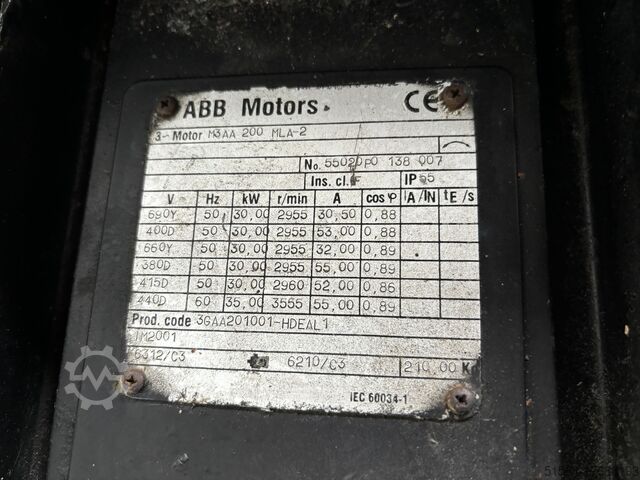 ABB Motors CE
3~ Motor M3AA 200 MLA-2
No. 138 007
Ins. cl. F IP 55
V Hz kW r/min A cosφ IA/IN tE/s
690Y 50 30,00 2955 30,50 0,88
400D 50 30,00 2955 53,00 0,88
660Y 50 30,00 2955 32,00 0,89
380D 50 30,00 2955 55,00 0,89
415D 50 30,00 2960 52,00 0,86
440D 60 35,00 3555 55,00 0,89
Prod. code 3GAA201001-HDEAL1
IM2001
6312/C3 6210/C3 210,00 Kg
IEC 60034-1